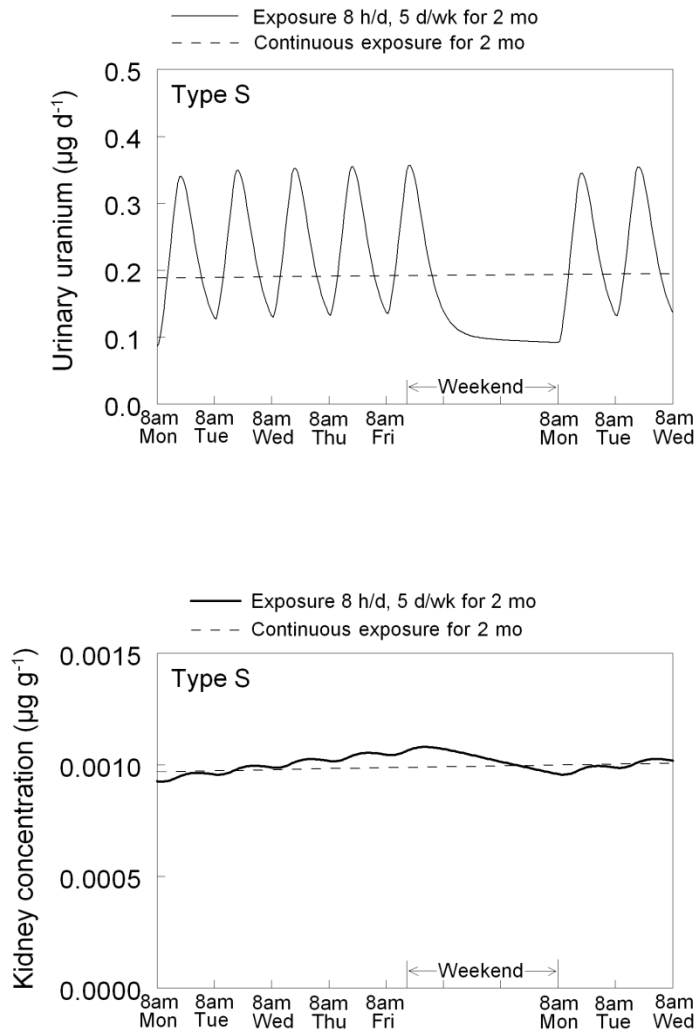 Exposure 8 h/d, 5 d/wk for 2 mo
Continuous exposure for 2 mo
Type S
Urinary uranium (µg d⁻¹)
0.5
0.4
0.3
0.2
0.1
0.0
Weekend
8am 8am 8am 8am 8am 8am 8am 8am
Mon Tue Wed Thu Fri Mon Tue Wed
Exposure 8 h/d, 5 d/wk for 2 mo
Continuous exposure for 2 mo
Type S
Kidney concentration (µg g⁻¹)
0.0015
0.0010
0.0005
0.0000
Weekend
8am 8am 8am 8am 8am 8am 8am 8am
Mon Tue Wed Thu Fri Mon Tue Wed